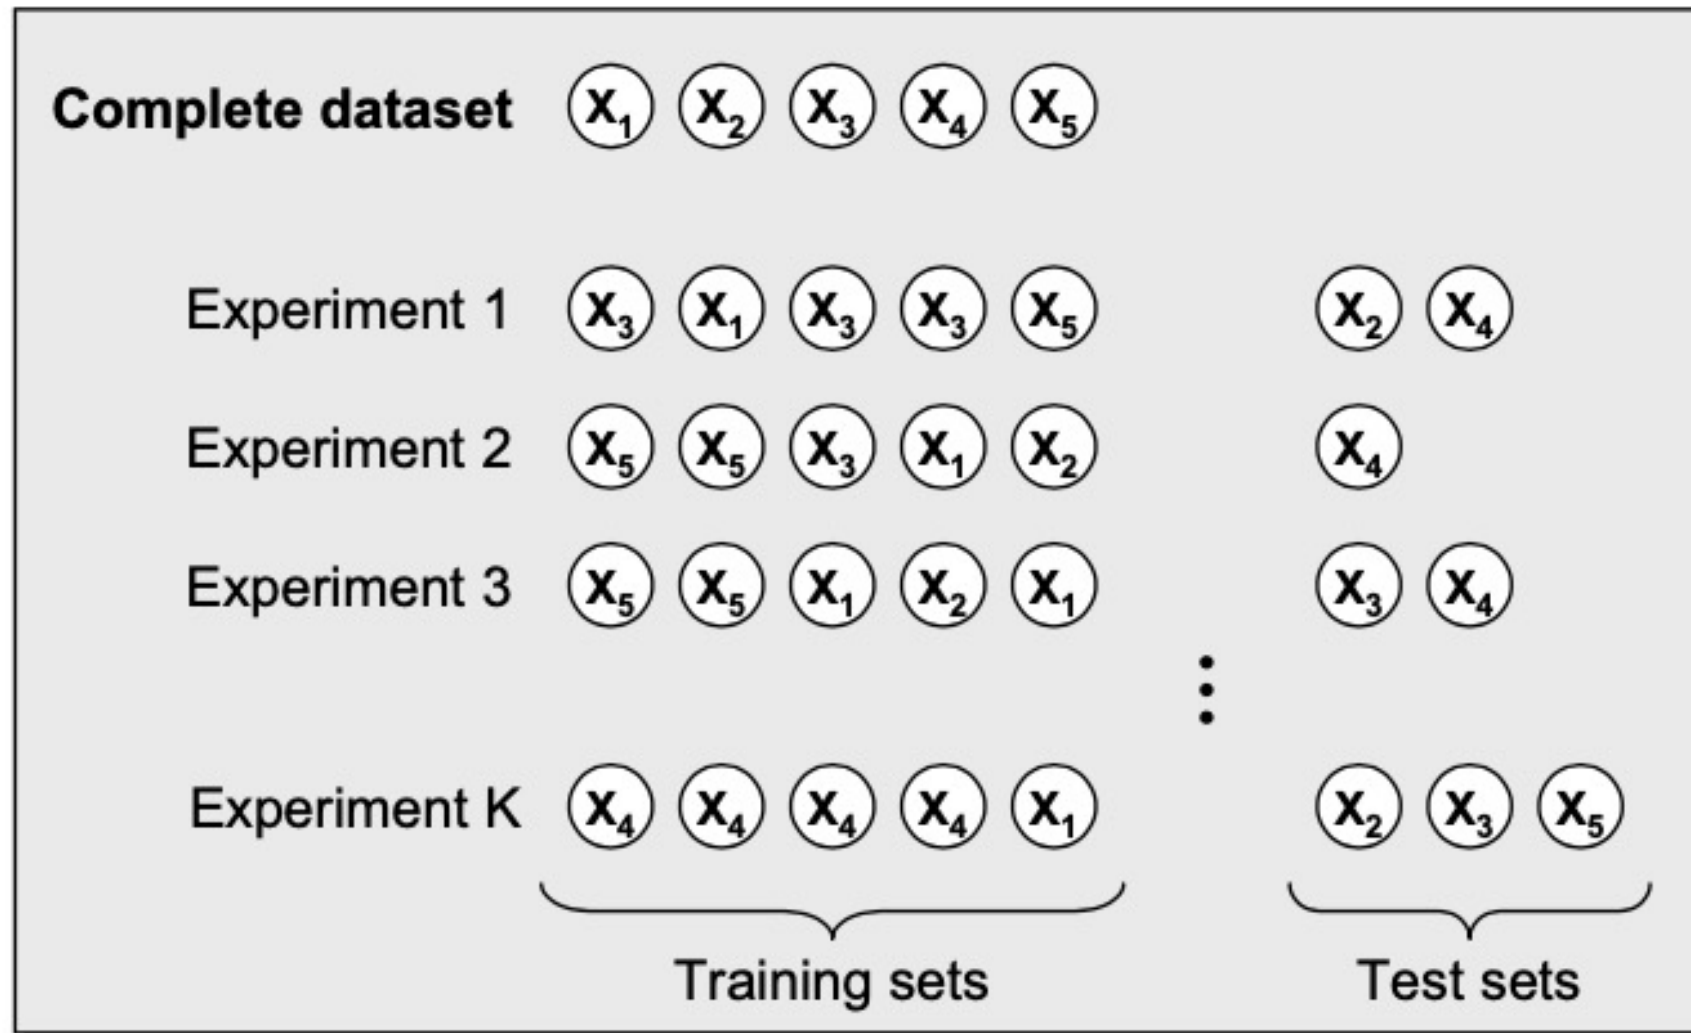 Complete dataset X₁ X₂ X₃ X₄ X₅
Experiment 1 X₃ X₁ X₃ X₃ X₅ X₂ X₄
Experiment 2 X₅ X₅ X₃ X₁ X₂ X₄
Experiment 3 X₅ X₅ X₁ X₂ X₁ X₃ X₄
Experiment K X₄ X₄ X₄ X₄ X₁ X₂ X₃ X₅
Training sets Test sets